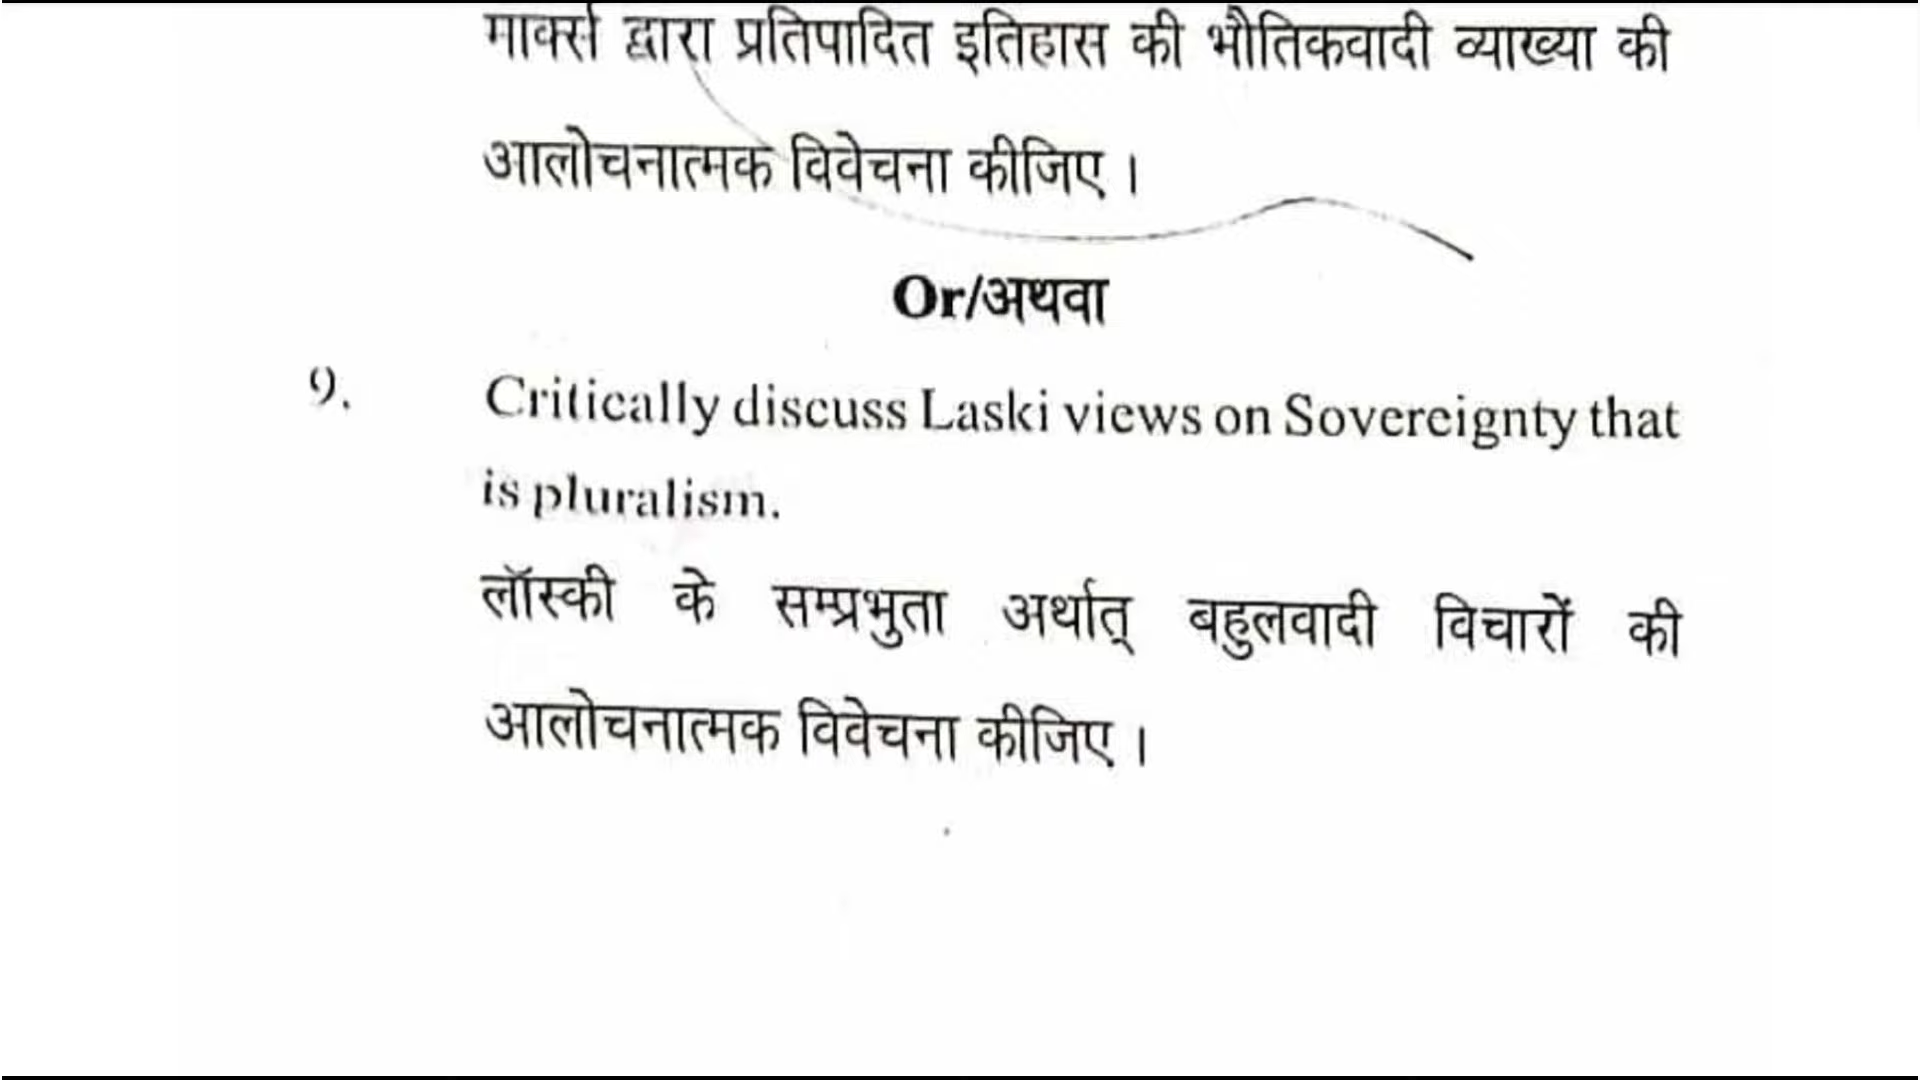 मार्क्स द्वारा प्रतिपादित इतिहास की भौतिकवादी व्याख्या की
आलोचनात्मक विवेचना कीजिए ।
Or/अथवा
9. Critically discuss Laski views on Sovereignty that
is pluralism.
लॉस्की के सम्प्रभुता अर्थात् बहुलवादी विचारों की
आलोचनात्मक विवेचना कीजिए ।